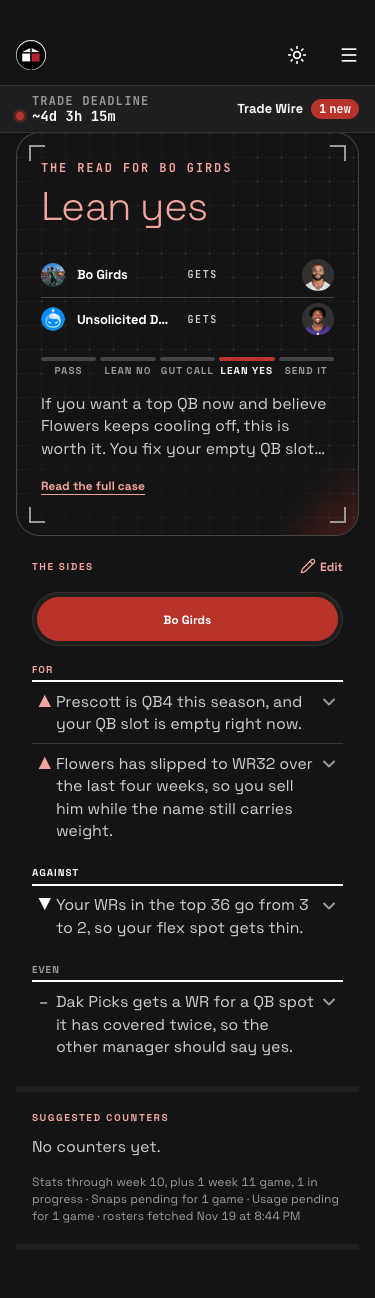 TRADE DEADLINE
~4d 3h 15m
Trade Wire
1 new
THE READ FOR BO GIRDS
Lean yes
Bo Girds
GETS
Unsolicited D...
GETS
PASS
LEAN NO
GUT CALL
LEAN YES
SEND IT
If you want a top QB now and believe
Flowers keeps cooling off, this is
worth it. You fix your empty QB slot...
Read the full case
THE SIDES
Edit
Bo Girds
FOR
Prescott is QB4 this season, and
your QB slot is empty right now.
Flowers has slipped to WR32 over
the last four weeks, so you sell
him while the name still carries
weight.
AGAINST
Your WRs in the top 36 go from 3
to 2, so your flex spot gets thin.
EVEN
– Dak Picks gets a WR for a QB spot
it has covered twice, so the
other manager should say yes.
SUGGESTED COUNTERS
No counters yet.
Stats through week 10, plus 1 week 11 game, 1 in
progress · Snaps pending for 1 game · Usage pending
for 1 game · rosters fetched Nov 19 at 8:44 PM